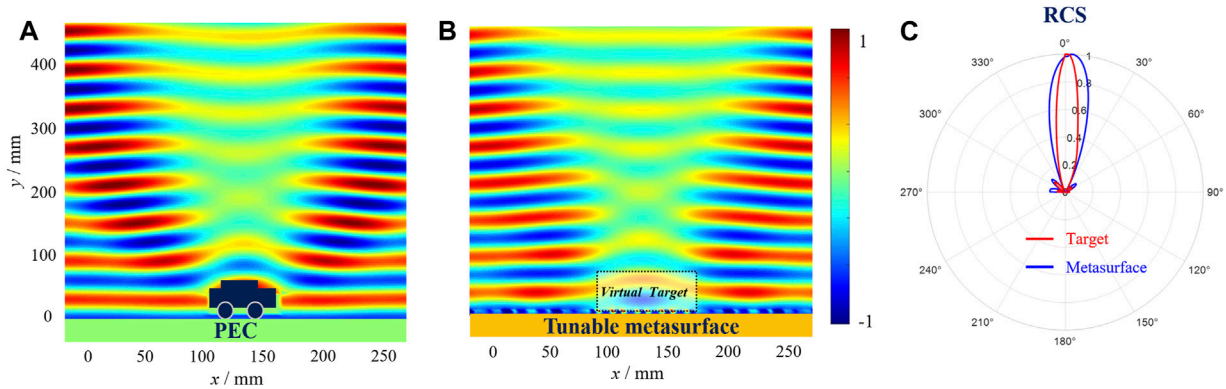 A
400
300
200
100
0
y / mm
PEC
0 50 100 150 200 250
x / mm
B
Virtual Target
Tunable metasurface
0 50 100 150 200 250
x / mm
1
-1
C
RCS
0°
30°
60°
90°
120°
150°
180°
210°
240°
270°
300°
330°
1
0.8
0.6
0.4
0.2
0
Target
Metasurface